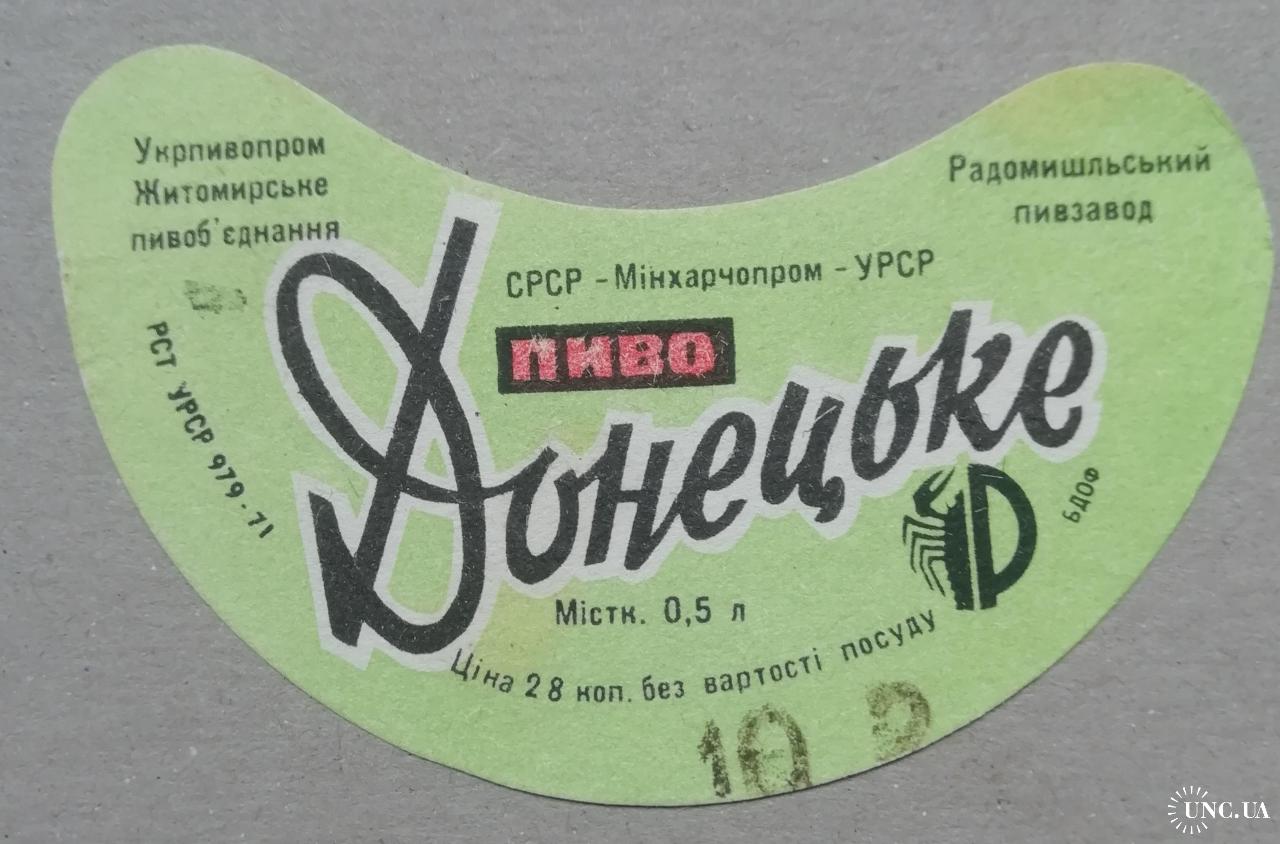 Укрпивопром
Житомирське
пивоб'єднання
Радомишльський
пивзавод
СРСР - Мінхарчопром - УРСР
ПИВО
Донецьке
РСТ УРСР 979-71
БДОФ
Містк. 0,5 л
Ціна 28 коп. без вартості посуду
10
UNC.UA